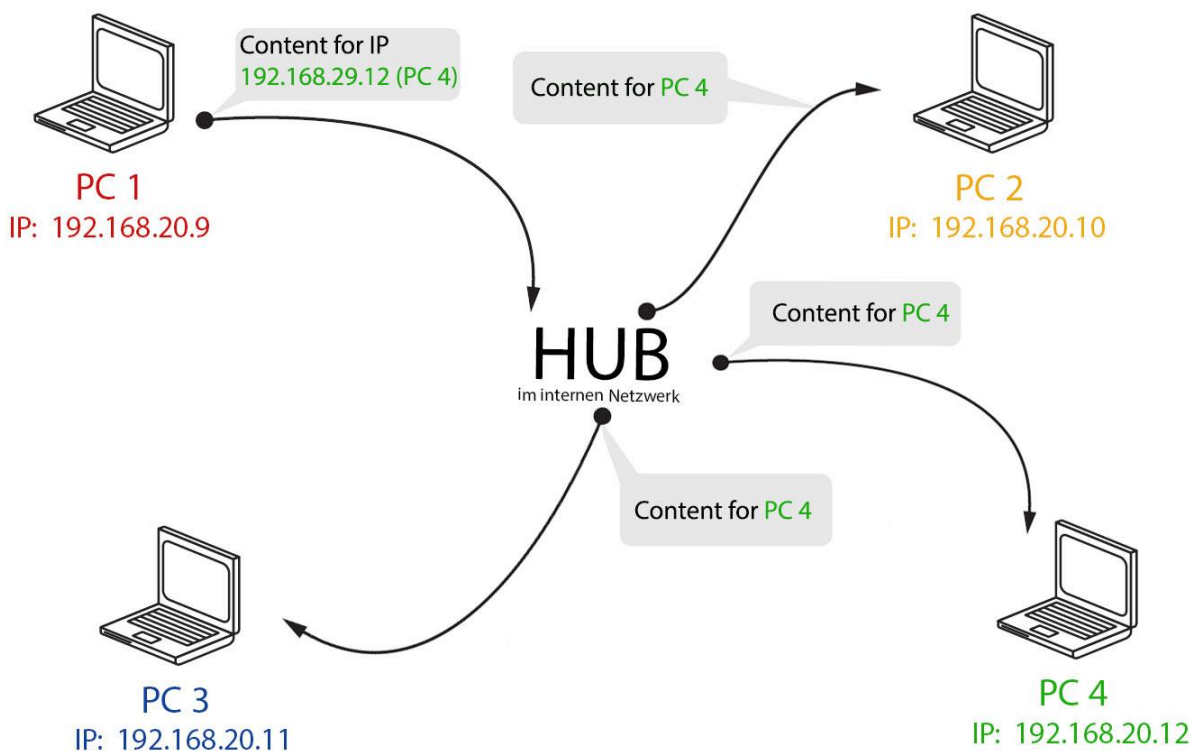 Content for IP
192.168.29.12 (PC 4)
Content for PC 4
PC 1
IP: 192.168.20.9
PC 2
IP: 192.168.20.10
Content for PC 4
HUB
im internen Netzwerk
Content for PC 4
PC 3
IP: 192.168.20.11
PC 4
IP: 192.168.20.12